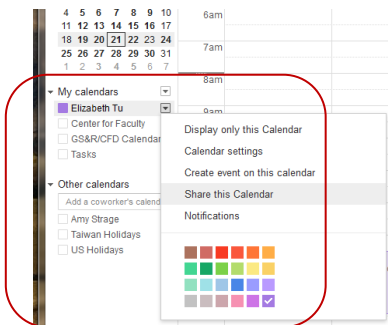 4 5 6 7 8 9 10
11 12 13 14 15 16 17
18 19 20 21 22 23 24
25 26 27 28 29 30 31
1 2 3 4 5 6 7
6am
7am
8am
9am
My calendars
Elizabeth Tu
Center for Faculty
GS&R/CFD Calendar
Tasks
Other calendars
Add a coworker's calend
Amy Strage
Taiwan Holidays
US Holidays
Display only this Calendar
Calendar settings
Create event on this calendar
Share this Calendar
Notifications